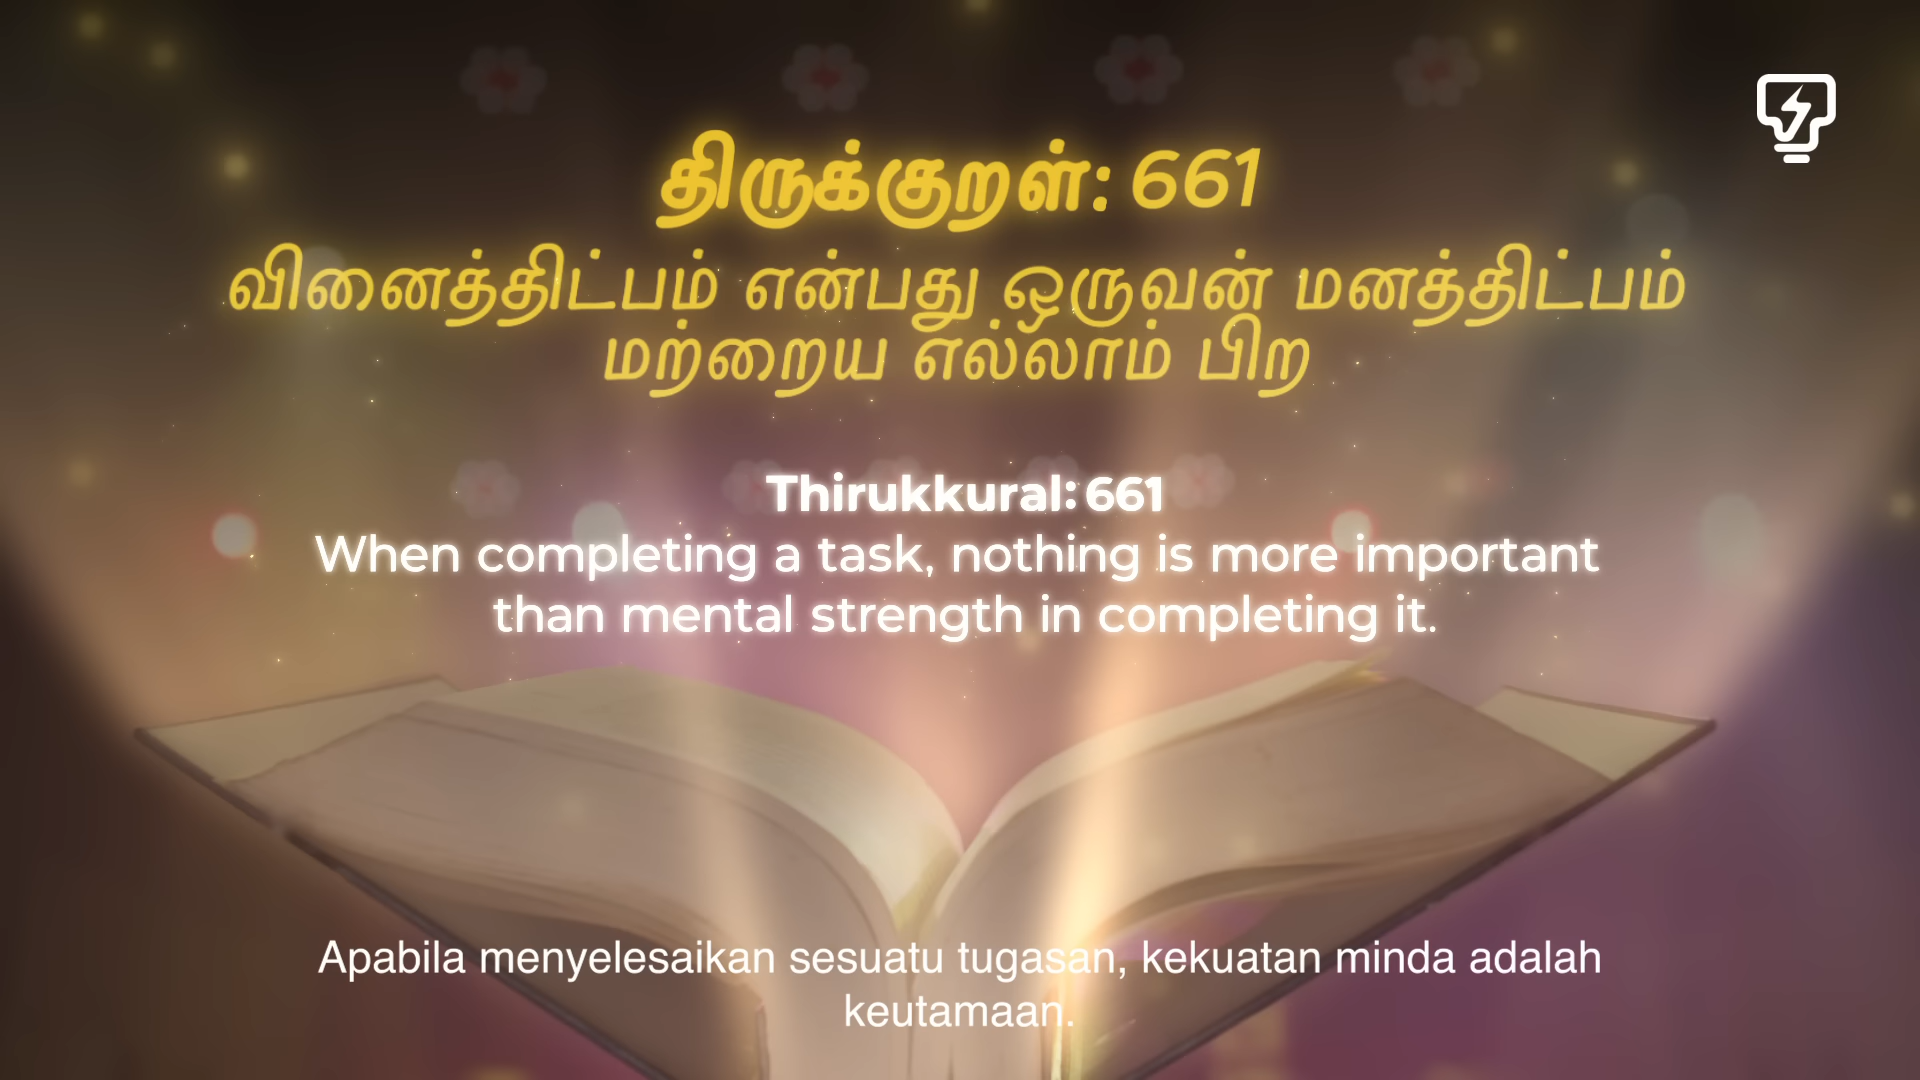 திருக்குறள்: 661
வினைத்திட்பம் என்பது ஒருவன் மனத்திட்பம்
மற்றைய எல்லாம் பிற
Thirukkural: 661
When completing a task, nothing is more important
than mental strength in completing it.
Apabila menyelesaikan sesuatu tugasan, kekuatan minda adalah
keutamaan.